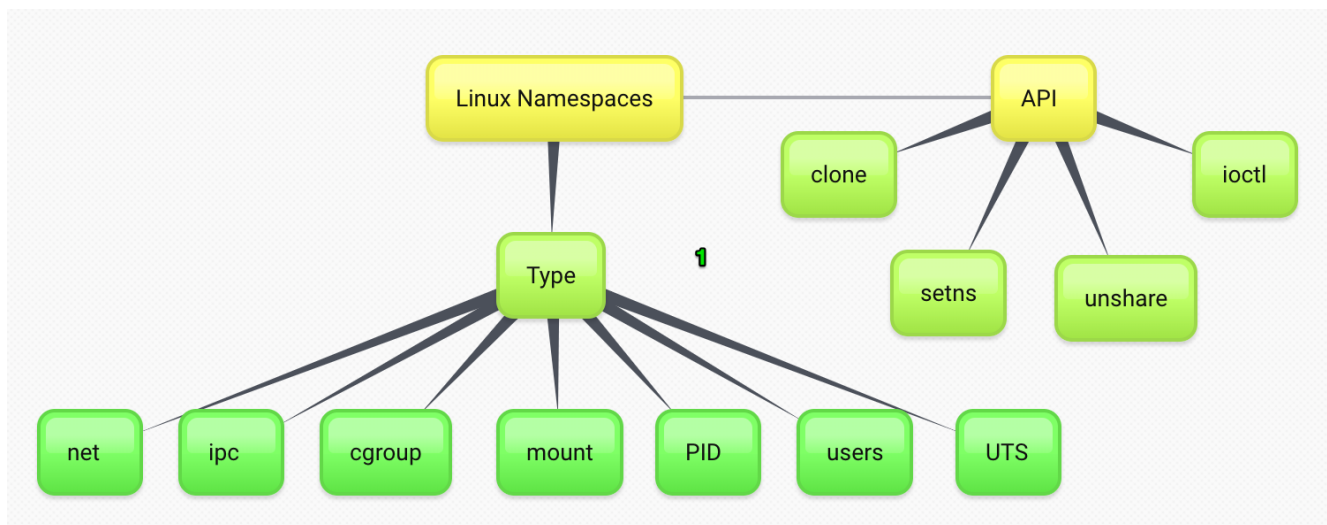 Linux Namespaces
API
clone
ioctl
Type
1
setns
unshare
net
ipc
cgroup
mount
PID
users
UTS